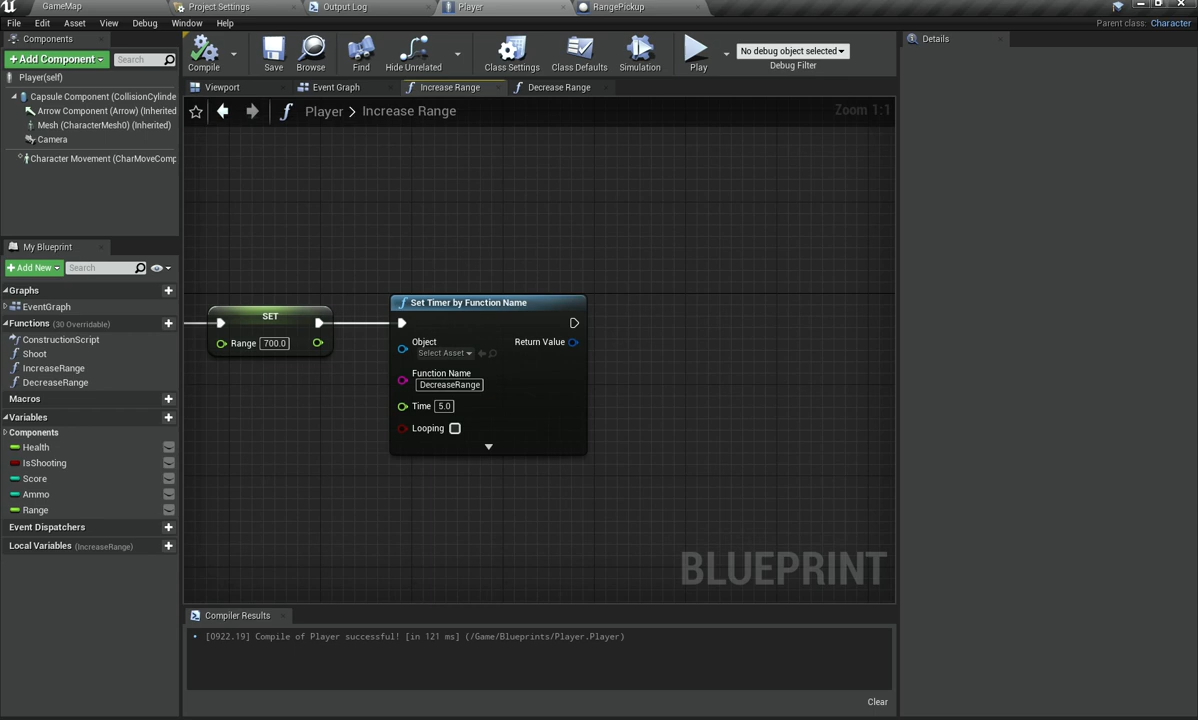 GameMap
Project Settings
Output Log
Player
RangePickup
File Edit Asset View Debug Window Help
Parent class: Character
Components
+Add Component
Search
Player(self)
Capsule Component (CollisionCylinde
Arrow Component (Arrow) (Inherited
Mesh (CharacterMesh0) (Inherited)
Camera
Character Movement (CharMoveComp
Compile
Save
Browse
Find
Hide Unrelated
Class Settings
Class Defaults
Simulation
Play
No debug object selected
Debug Filter
Details
Viewport
Event Graph
Increase Range
Decrease Range
Player > Increase Range
Zoom 1:1
My Blueprint
+Add New
Search
Graphs
EventGraph
Functions (30 Overridable)
ConstructionScript
Shoot
IncreaseRange
DecreaseRange
Macros
Variables
Components
Health
IsShooting
Score
Ammo
Range
Event Dispatchers
Local Variables (IncreaseRange)
SET
Range 700.0
Set Timer by Function Name
Object
Select Asset
Return Value
Function Name
DecreaseRange
Time 5.0
Looping
BLUEPRINT
Compiler Results
• [0922.19] Compile of Player successful! [in 121 ms] (/Game/Blueprints/Player.Player)
Clear